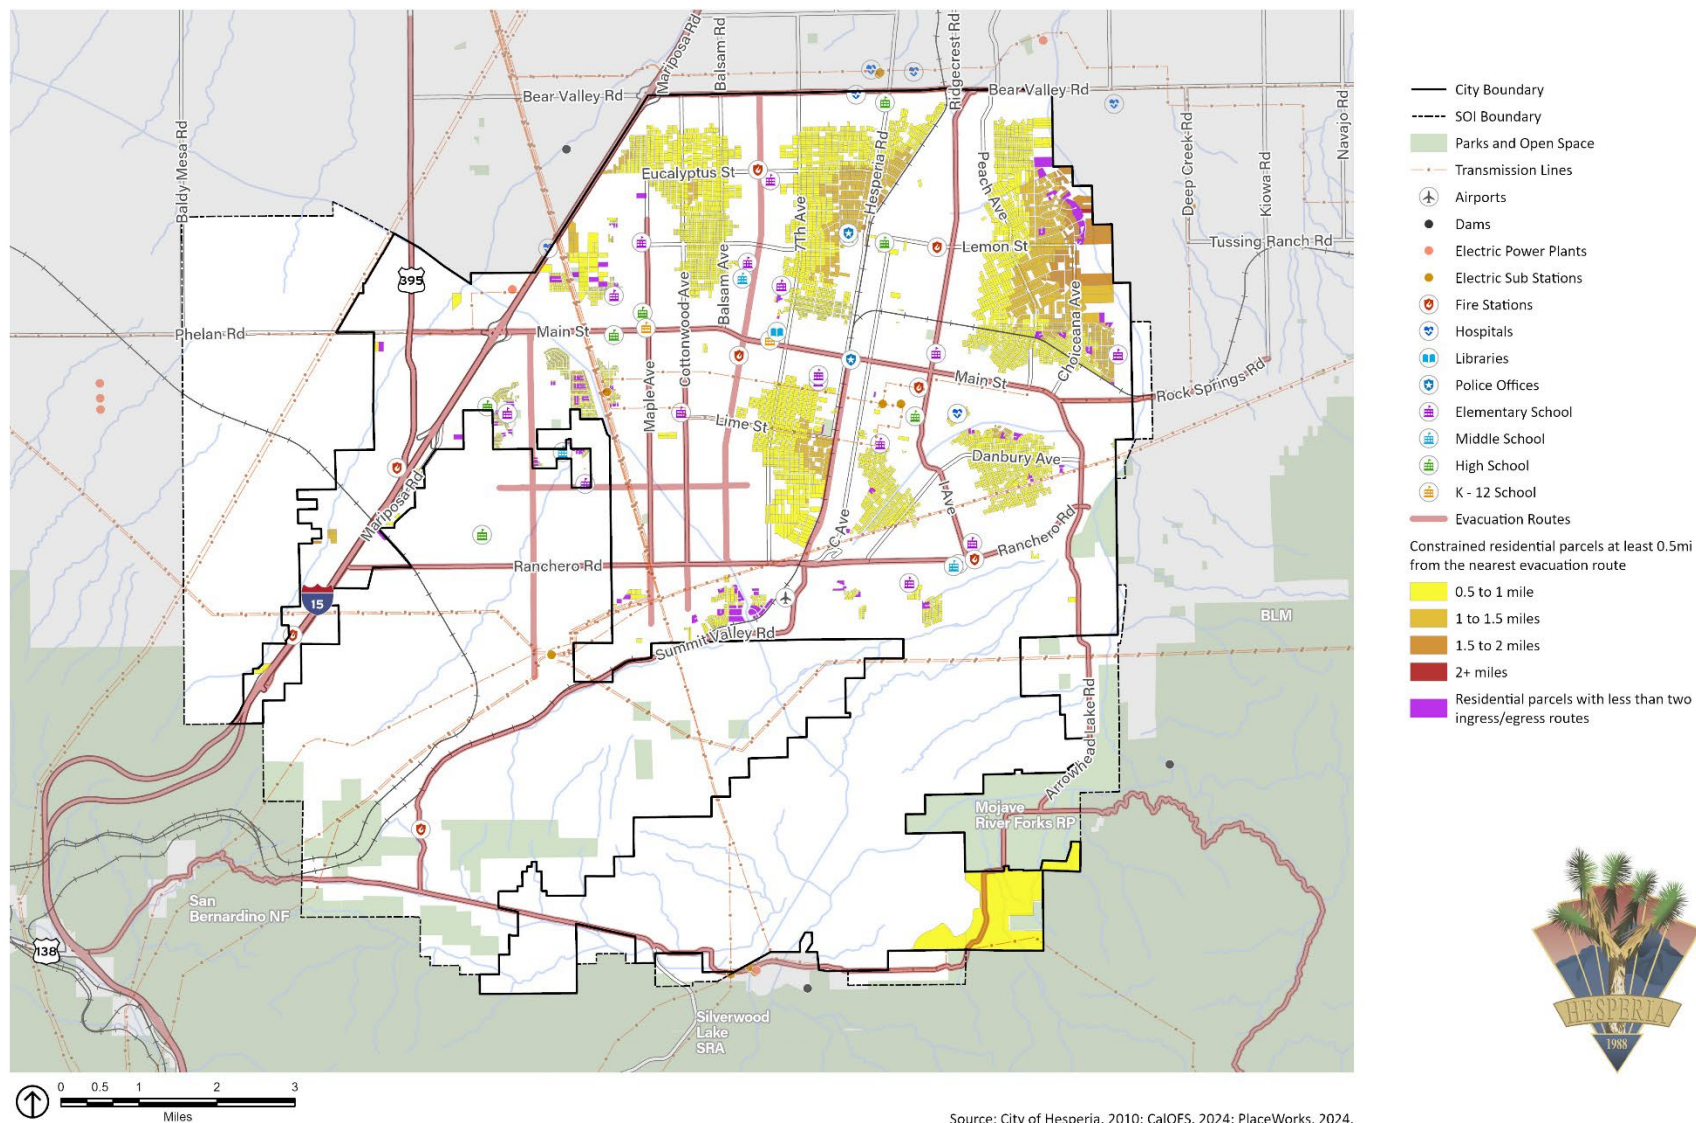 Bear Valley Rd
Mariposa Rd
Balsam Rd
Ridgecrest Rd
Bear Valley Rd
Baldy Mesa Rd
Deep Creek Rd
Kiowa Rd
Navajo Rd
Eucalyptus St
7Th Ave
Hesperia Rd
Peach Ave
Lemon St
Tussing Ranch Rd
395
Balsam Ave
Cottonwood Ave
Choiceana Ave
Phelan Rd
Main St
Maple Ave
Main St
Rock Springs Rd
Lime St
Danbury Ave
Mariposa Rd
C Ave
I Ave
Ranchero Rd
Ranchero Rd
15
Summit Valley Rd
BLM
Arrowhead Lake Rd
Mojave
River Forks RP
San
Bernardino NF
138
Silverwood
Lake
SRA
City Boundary
SOI Boundary
Parks and Open Space
Transmission Lines
Airports
Dams
Electric Power Plants
Electric Sub Stations
Fire Stations
Hospitals
Libraries
Police Offices
Elementary School
Middle School
High School
K - 12 School
Evacuation Routes
Constrained residential parcels at least 0.5mi
from the nearest evacuation route
0.5 to 1 mile
1 to 1.5 miles
1.5 to 2 miles
2+ miles
Residential parcels with less than two
ingress/egress routes
HESPERIA
1988
0 0.5 1 2 3
Miles
Source: City of Hesperia, 2010; CalOES, 2024; PlaceWorks, 2024.